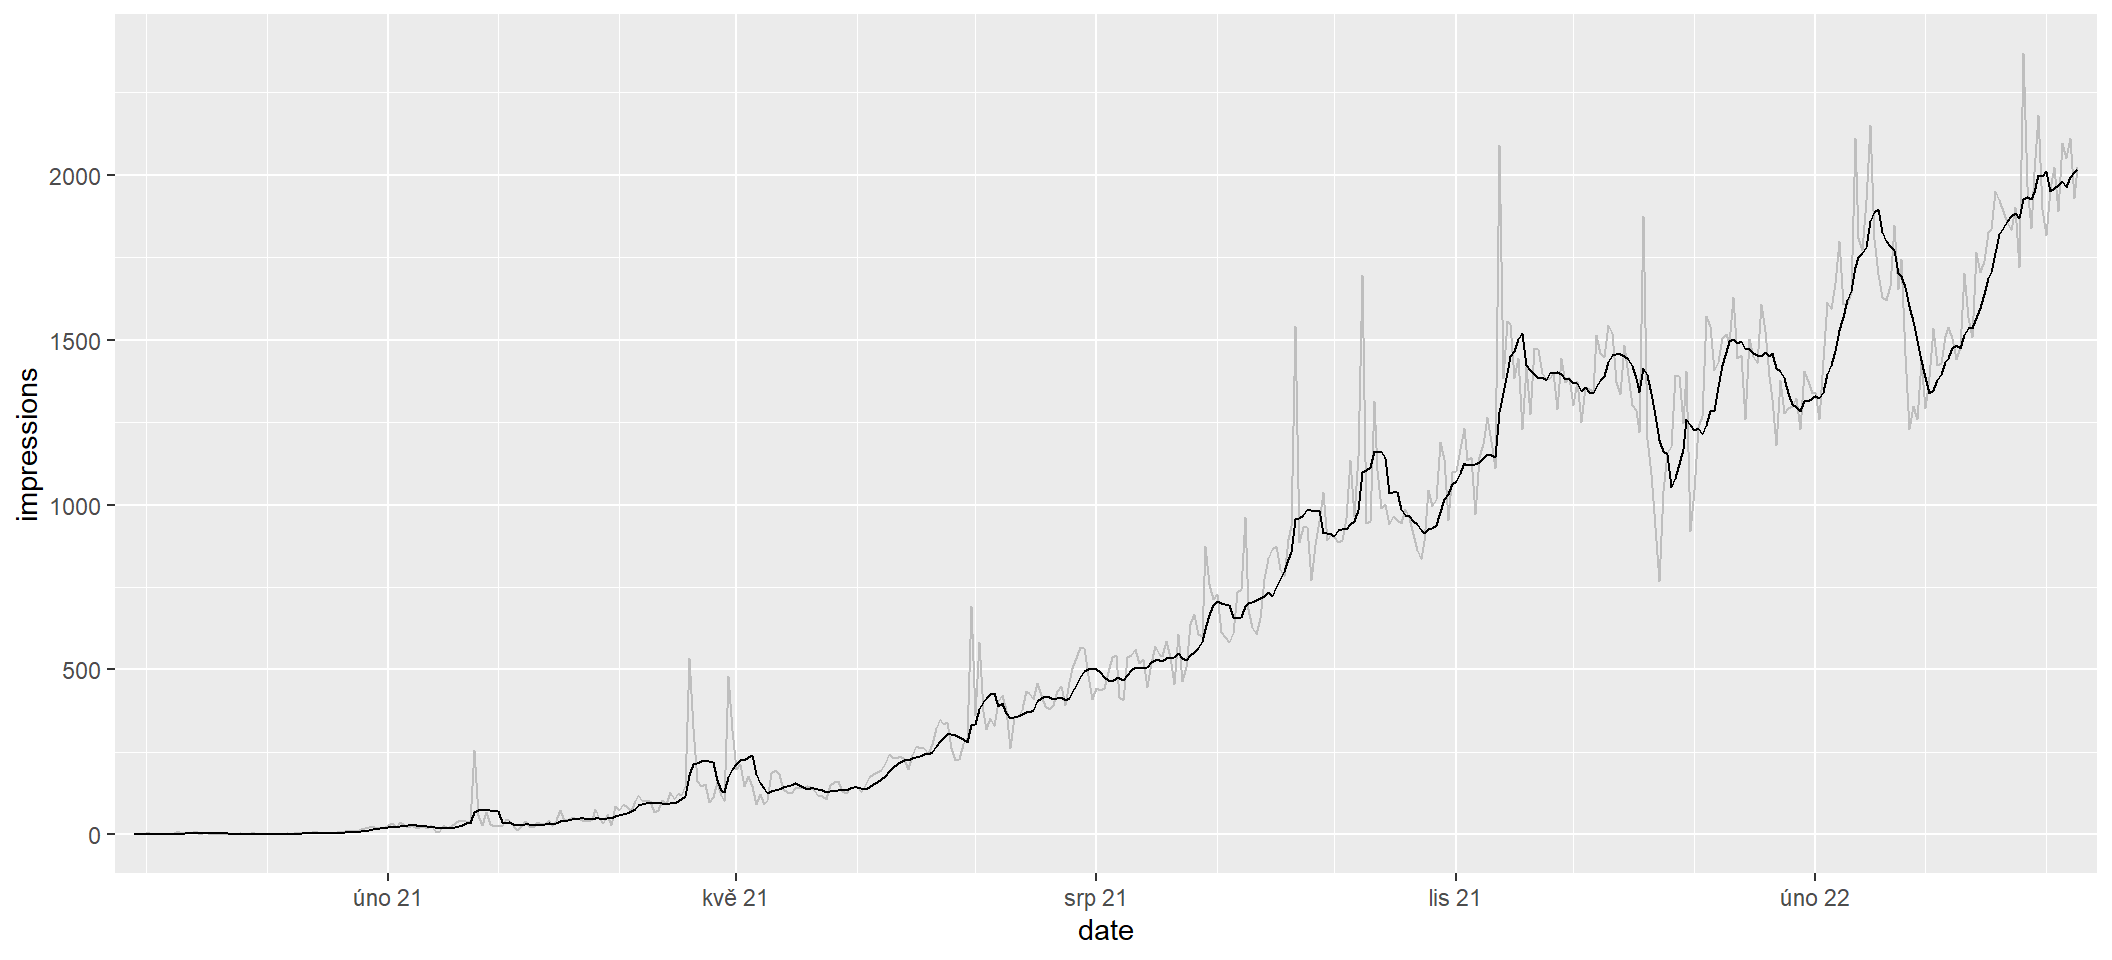 impressions
2000
1500
1000
500
0
úno 21
kvě 21
srp 21
lis 21
úno 22
date